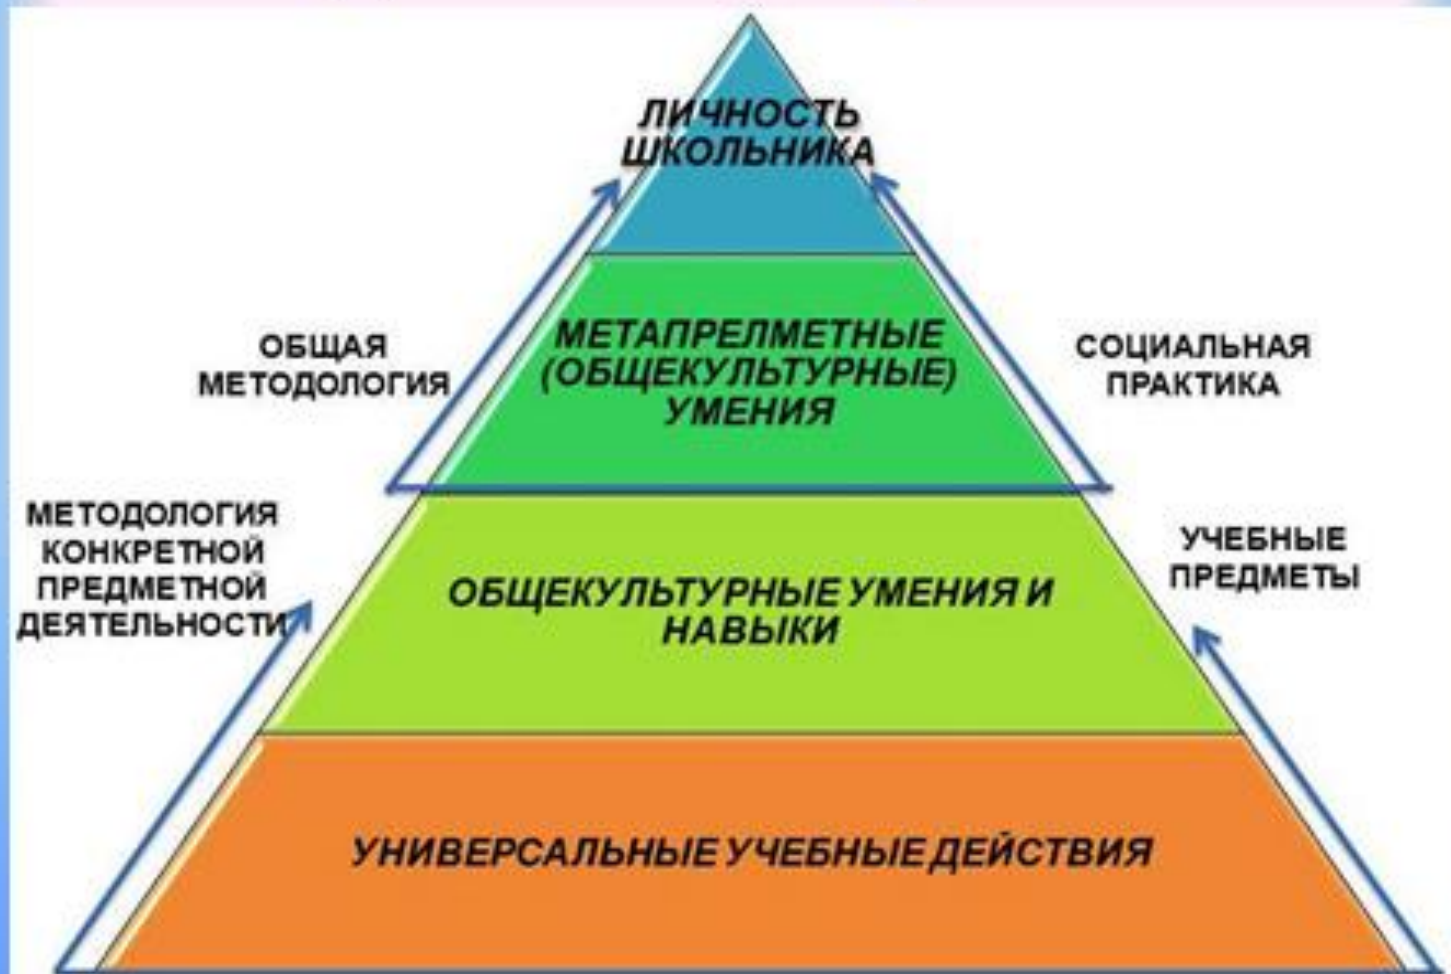 ЛИЧНОСТЬ
ШКОЛЬНИКА
МЕТАПРЕЛМЕТНЫЕ
(ОБЩЕКУЛЬТУРНЫЕ)
УМЕНИЯ
ОБЩАЯ
МЕТОДОЛОГИЯ
СОЦИАЛЬНАЯ
ПРАКТИКА
МЕТОДОЛОГИЯ
КОНКРЕТНОЙ
ПРЕДМЕТНОЙ
ДЕЯТЕЛЬНОСТИ
УЧЕБНЫЕ
ПРЕДМЕТЫ
ОБЩЕКУЛЬТУРНЫЕ УМЕНИЯ И
НАВЫКИ
УНИВЕРСАЛЬНЫЕ УЧЕБНЫЕ ДЕЙСТВИЯ